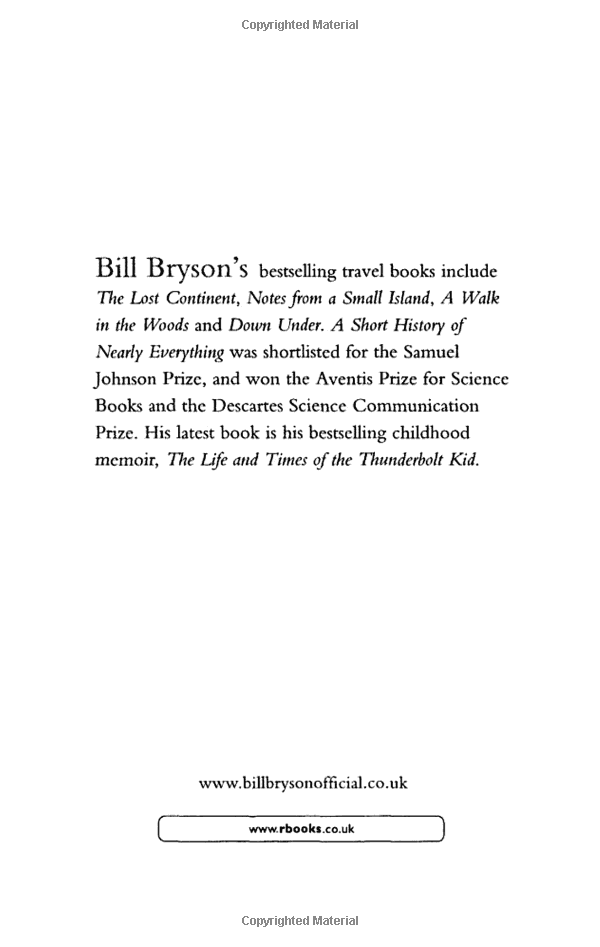 Copyrighted Material
Bill Bryson's bestselling travel books include
The Lost Continent, Notes from a Small Island, A Walk
in the Woods and Down Under. A Short History of
Nearly Everything was shortlisted for the Samuel
Johnson Prize, and won the Aventis Prize for Science
Books and the Descartes Science Communication
Prize. His latest book is his bestselling childhood
memoir, The Life and Times of the Thunderbolt Kid.
www.billbrysonofficial.co.uk
www.rbooks.co.uk
Copyrighted Material